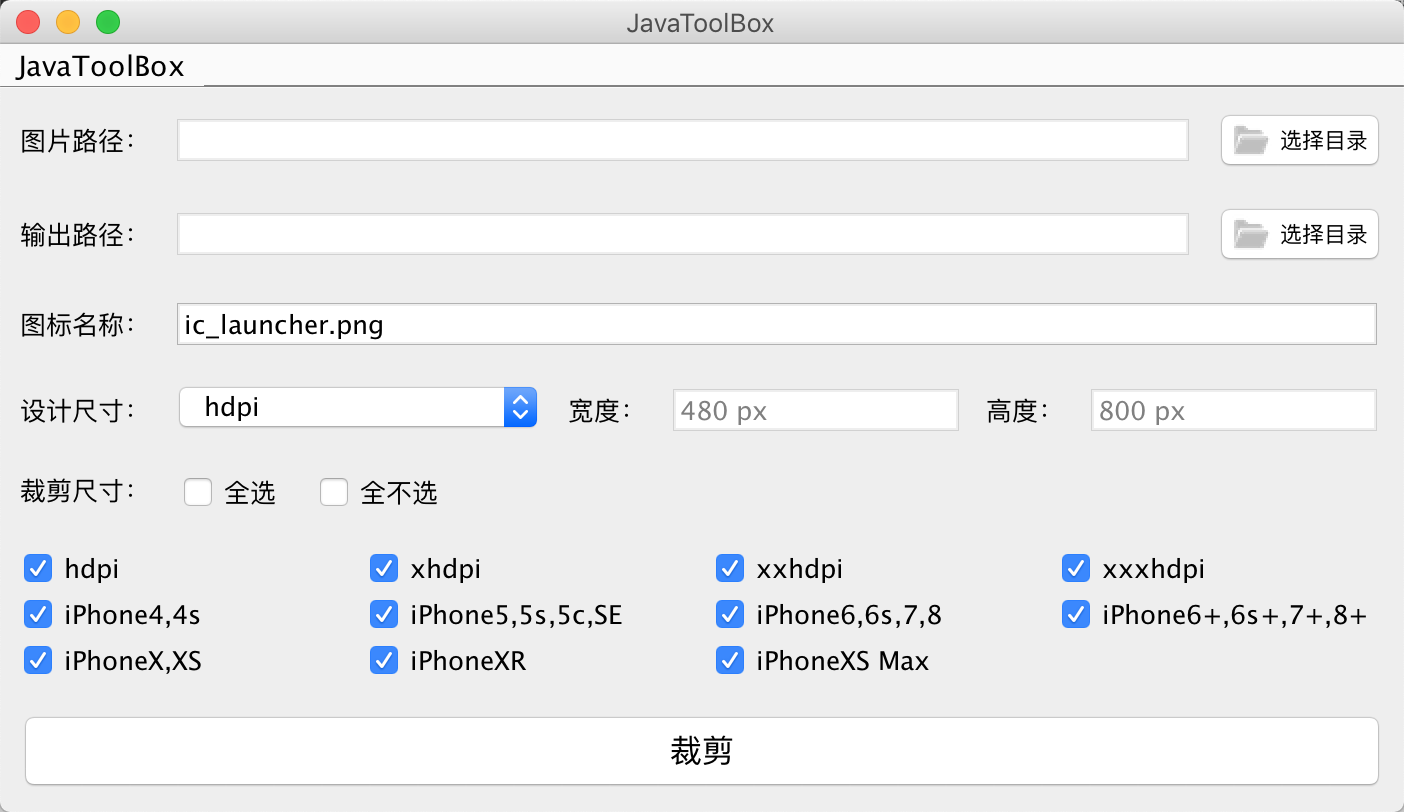 JavaToolBox
JavaToolBox
图片路径： 选择目录
输出路径： 选择目录
图标名称： ic_launcher.png
设计尺寸： hdpi 宽度： 480 px 高度： 800 px
裁剪尺寸： 全选 全不选
hdpi xhdpi xxhdpi xxxhdpi
iPhone4,4s iPhone5,5s,5c,SE iPhone6,6s,7,8 iPhone6+,6s+,7+,8+
iPhoneX,XS iPhoneXR iPhoneXS Max
裁剪